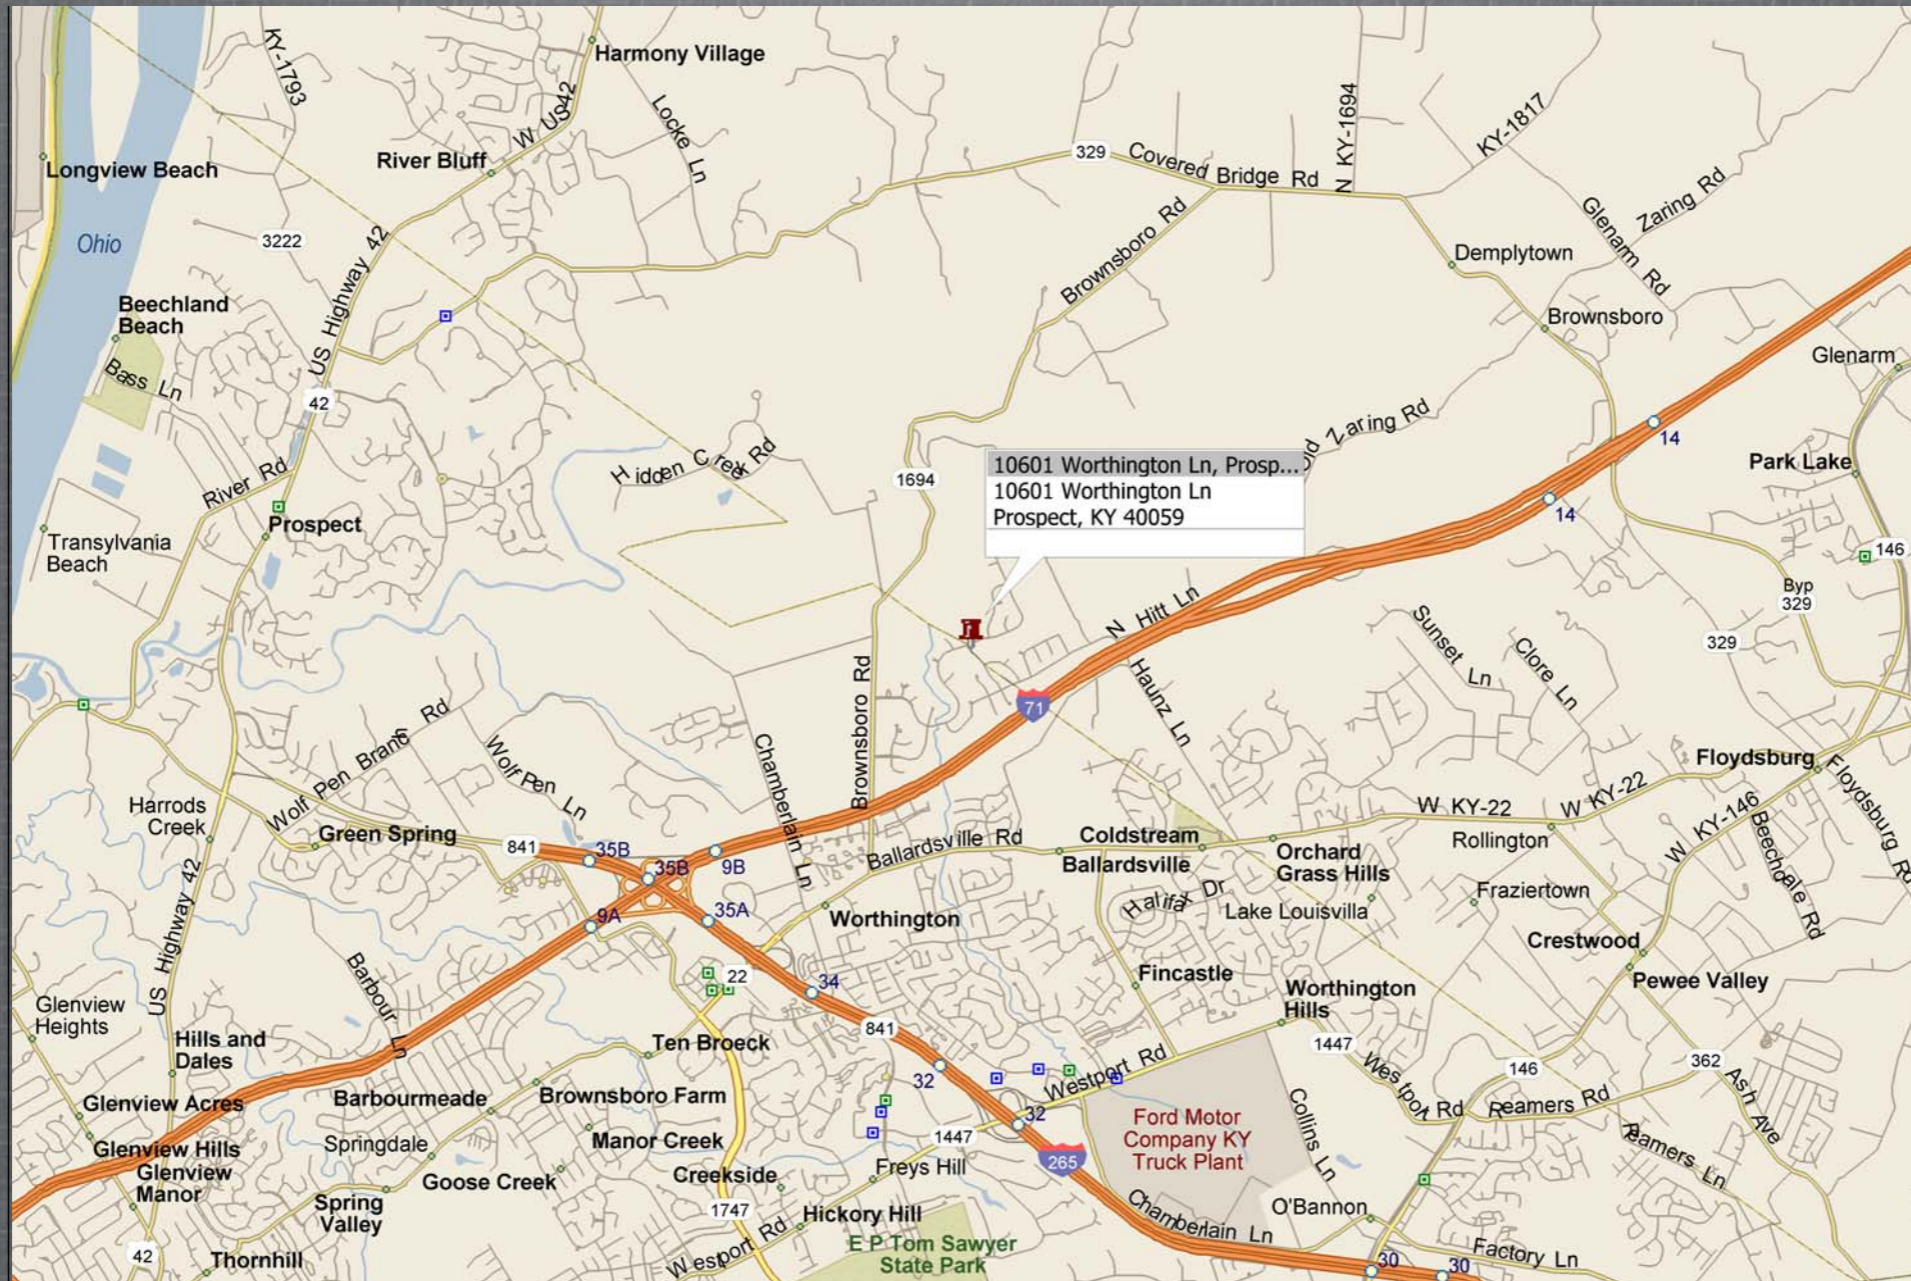 KY-1793
Harmony Village
W US42
Locke Ln
N KY-1694
KY-1817
329
Covered Bridge Rd
River Bluff
Longview Beach
Zaring Rd
Glenarm Rd
Brownsboro Rd
Ohio
3222
US Highway 42
Demplytown
Beechland
Beach
Brownsboro
Glenarm
Bass Ln
42
Zaring Rd
14
Hidden Creek Rd
10601 Worthington Ln, Prosp...
10601 Worthington Ln
Prospect, KY 40059
Park Lake
River Rd
1694
14
Prospect
Transylvania
Beach
146
Byp
329
N Hitt Ln
Sunset Ln
Clore Ln
329
Haunz Ln
Brownsboro Rd
71
Wolf Pen Branc
Rd
Wolf Pen Ln
Chamberlain Ln
Floydsburg
Floydsburg Rd
Harrods
Creek
W KY-22
W KY-22
W KY-146
Beechdale Rd
Green Spring
841
35B
35B
9B
Ballardsville Rd
Coldstream
Ballardsville
Rollington
Orchard
Grass Hills
US Highway 42
9A
35A
Worthington
Halifax Dr
Lake Louisvilla
Fraziertown
Crestwood
Barbour Ln
22
34
Fincastle
Pewee Valley
Worthington
Hills
Glenview
Heights
Hills and
Dales
Ten Broeck
841
1447
Westport Rd
32
Westport Rd
146
362
Ash Ave
Reamers Rd
Collins Ln
Glenview Acres
Barbourmeade
Brownsboro Farm
32
Ford Motor
Company KY
Truck Plant
Reamers Ln
Glenview Hills
Springdale
Manor Creek
1447
265
Glenview
Manor
Goose Creek
Creekside
Freys Hill
Spring
Valley
1747
Hickory Hill
Westport Rd
Chamberlain Ln
O'Bannon
42
Thornhill
E P Tom Sawyer
State Park
30
30
Factory Ln